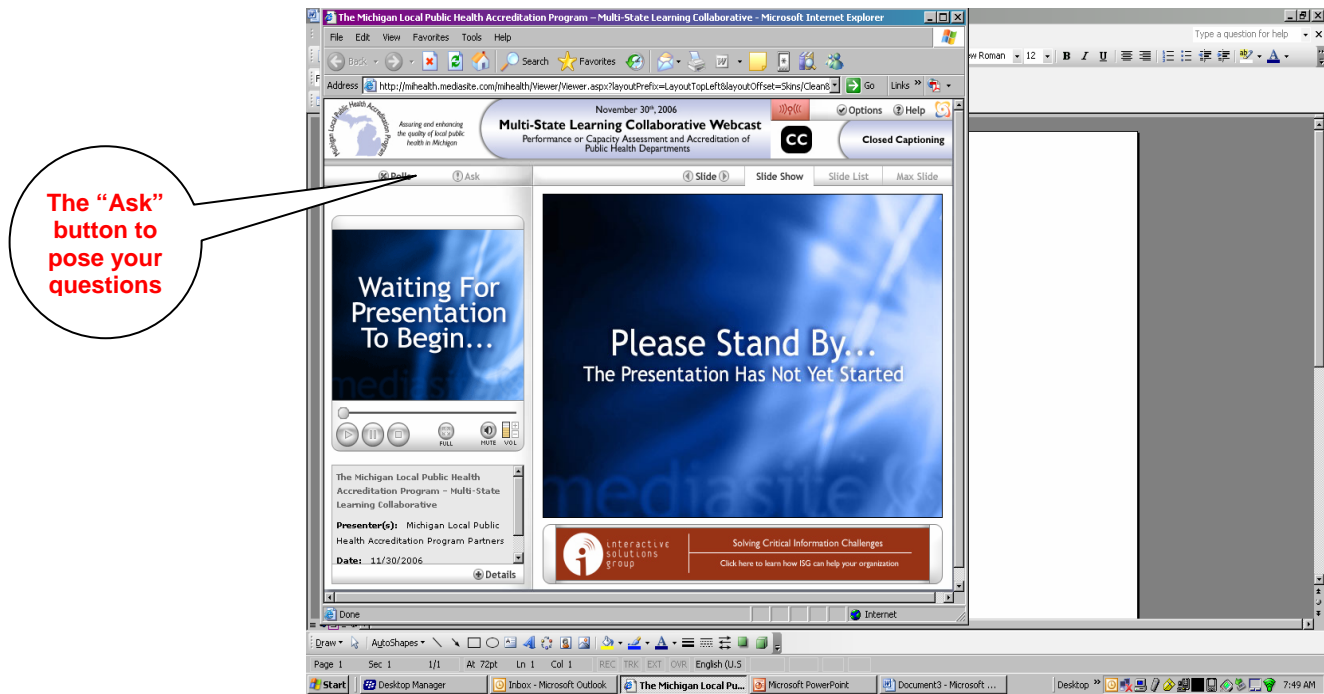 The “Ask”
button to
pose your
questions
The Michigan Local Public Health Accreditation Program – Multi-State Learning Collaborative - Microsoft Internet Explorer
File Edit View Favorites Tools Help
Back
Search Favorites
Address http://mihealth.mediasite.com/mihealth/Viewer/Viewer.aspx?layoutPrefix=LayoutTopLeft&layoutOffset=Skins/Clean&
Go Links »
Michigan Local Public Health Accreditation Program
Assuring and enhancing
the quality of local public
health in Michigan
November 30th, 2006
Multi-State Learning Collaborative Webcast
Performance or Capacity Assessment and Accreditation of
Public Health Departments
Options Help
CC
Closed Captioning
Polls Ask
Slide Slide Show Slide List Max Slide
Waiting For
Presentation
To Begin...
mediasite
FULL MUTE VOL
The Michigan Local Public Health
Accreditation Program – Multi-State
Learning Collaborative
Presenter(s): Michigan Local Public
Health Accreditation Program Partners
Date: 11/30/2006
Details
Please Stand By...
The Presentation Has Not Yet Started
mediasite
interactive
solutions
group
Solving Critical Information Challenges
Click here to learn how ISG can help your organization
Done Internet
Type a question for help
ew Roman 12 B I U
Draw AutoShapes
Page 1 Sec 1 1/1 At 72pt Ln 1 Col 1 REC TRK EXT OVR English (U.S
Start Desktop Manager Inbox - Microsoft Outlook The Michigan Local Pu... Microsoft PowerPoint Document3 - Microsoft ... Desktop » 7:49 AM